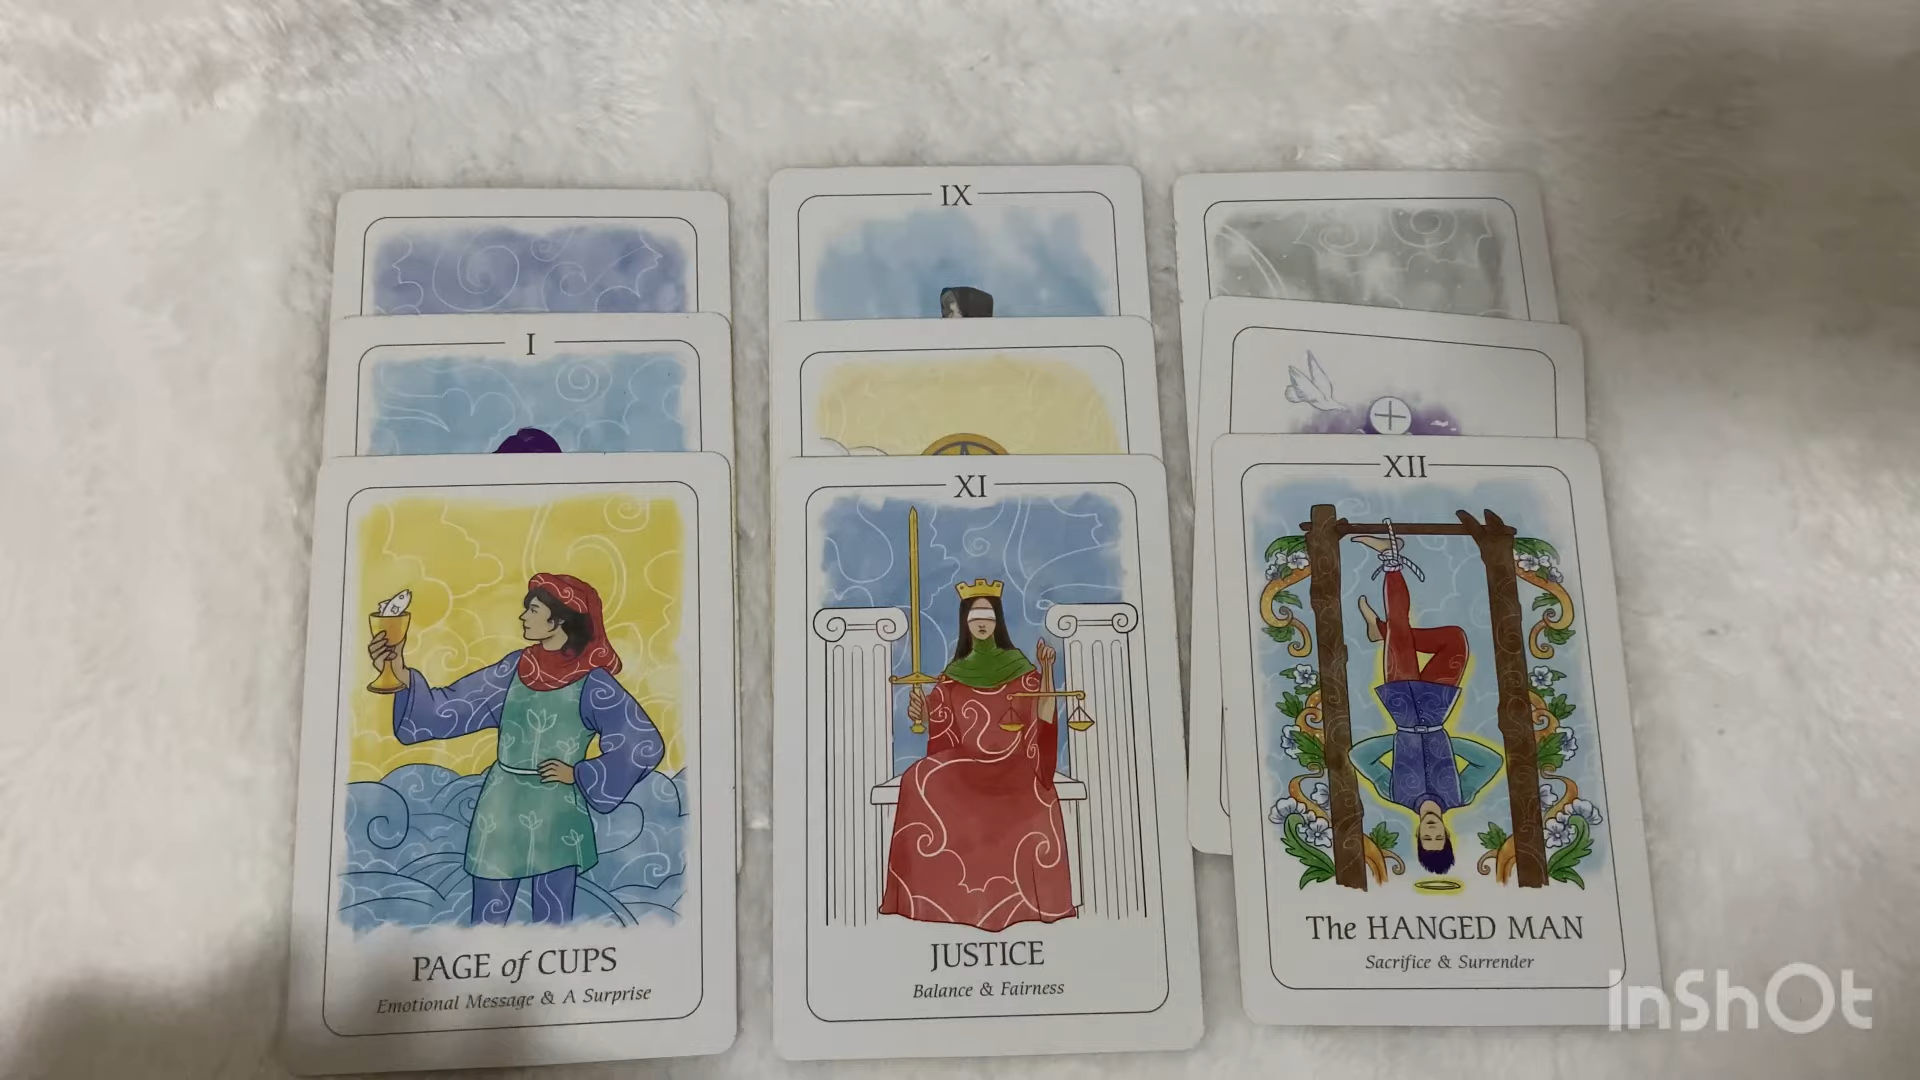 IX
I
PAGE of CUPS
Emotional Message & A Surprise
XI
JUSTICE
Balance & Fairness
XII
The HANGED MAN
Sacrifice & Surrender
InShOt